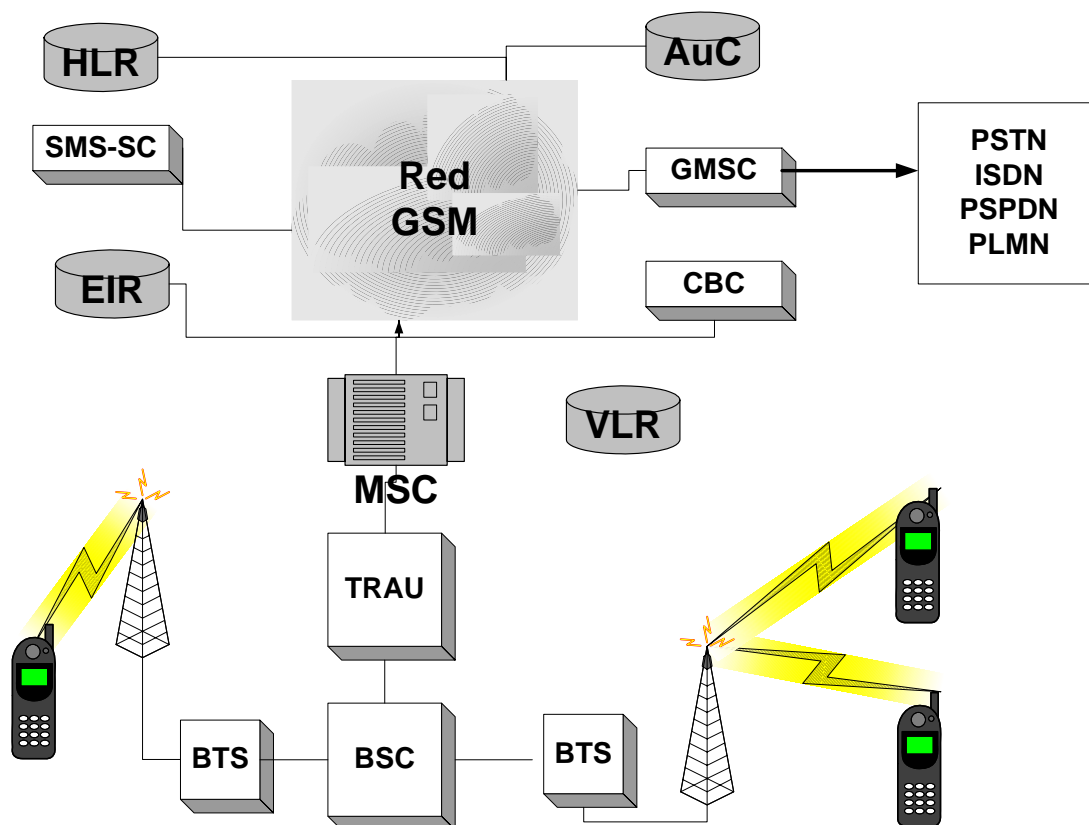 HLR
AuC
SMS-SC
Red
GSM
GMSC
PSTN
ISDN
PSPDN
PLMN
EIR
CBC
VLR
MSC
TRAU
BTS
BSC
BTS